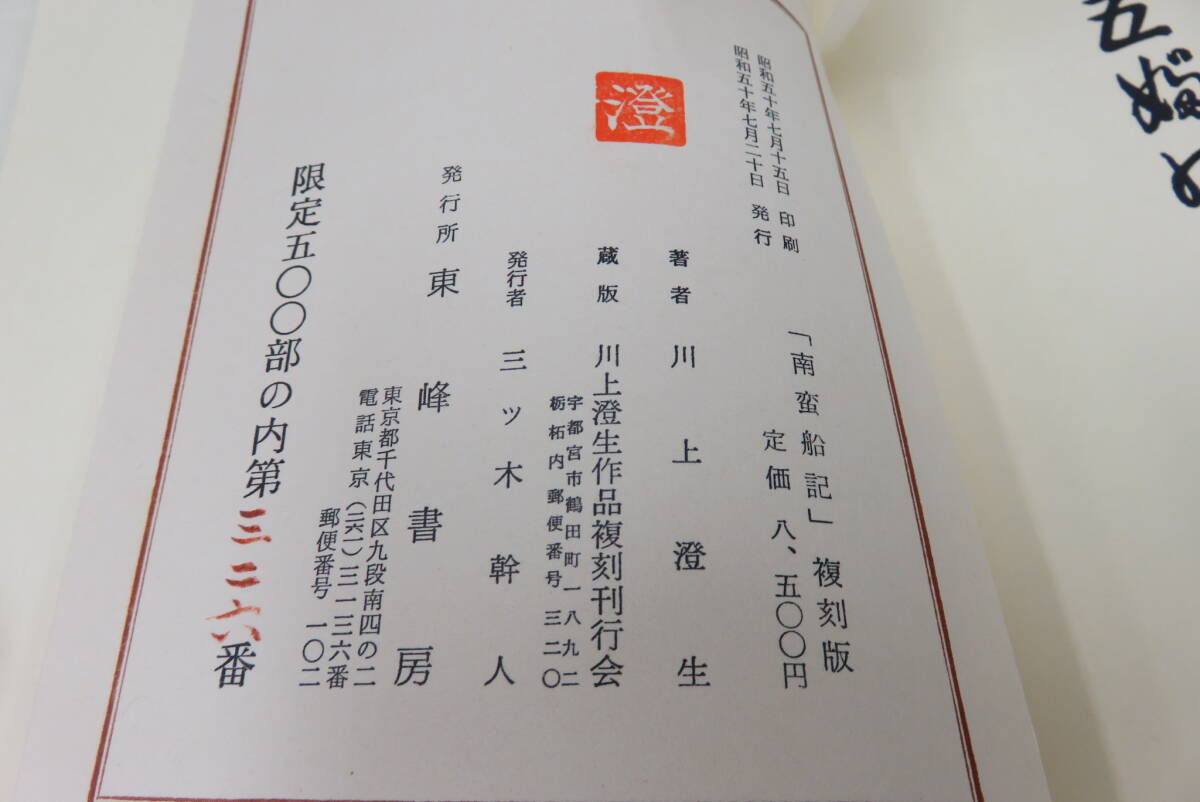 五
昭和五十年七月十五日 印刷
昭和五十年七月二十日 発行
「南蛮船記」複刻版
定価 八、五〇〇円
著者 川上澄生
蔵版 川上澄生作品複刻刊行会
宇都宮市鶴田町一八九二
栃柘内郵便番号三二〇
澄
発行者 三ッ木幹人
発行所 東峰書房
東京都千代田区九段南四の二
電話東京(二六一)三一三六番
郵便番号 一〇二
限定五〇〇部の内第三二六番